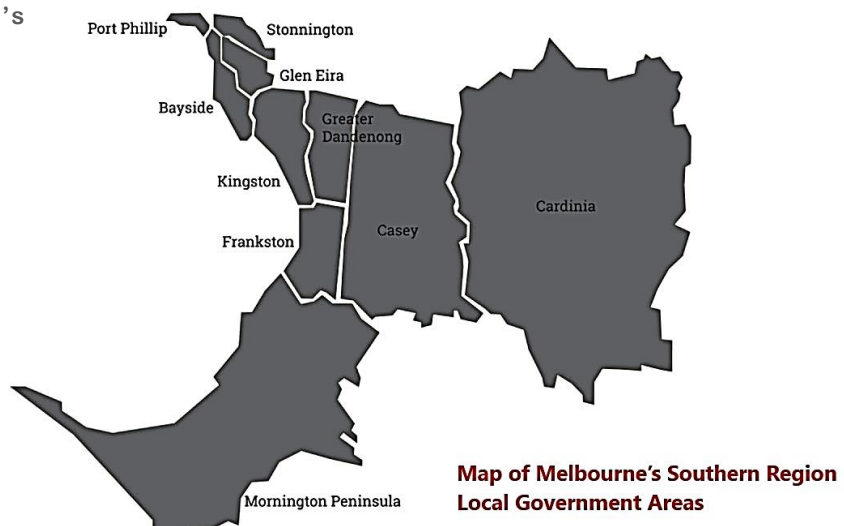 ’s
Port Phillip
Stonnington
Glen Eira
Bayside
Greater
Dandenong
Kingston
Cardinia
Casey
Frankston
Mornington Peninsula
Map of Melbourne’s Southern Region
Local Government Areas